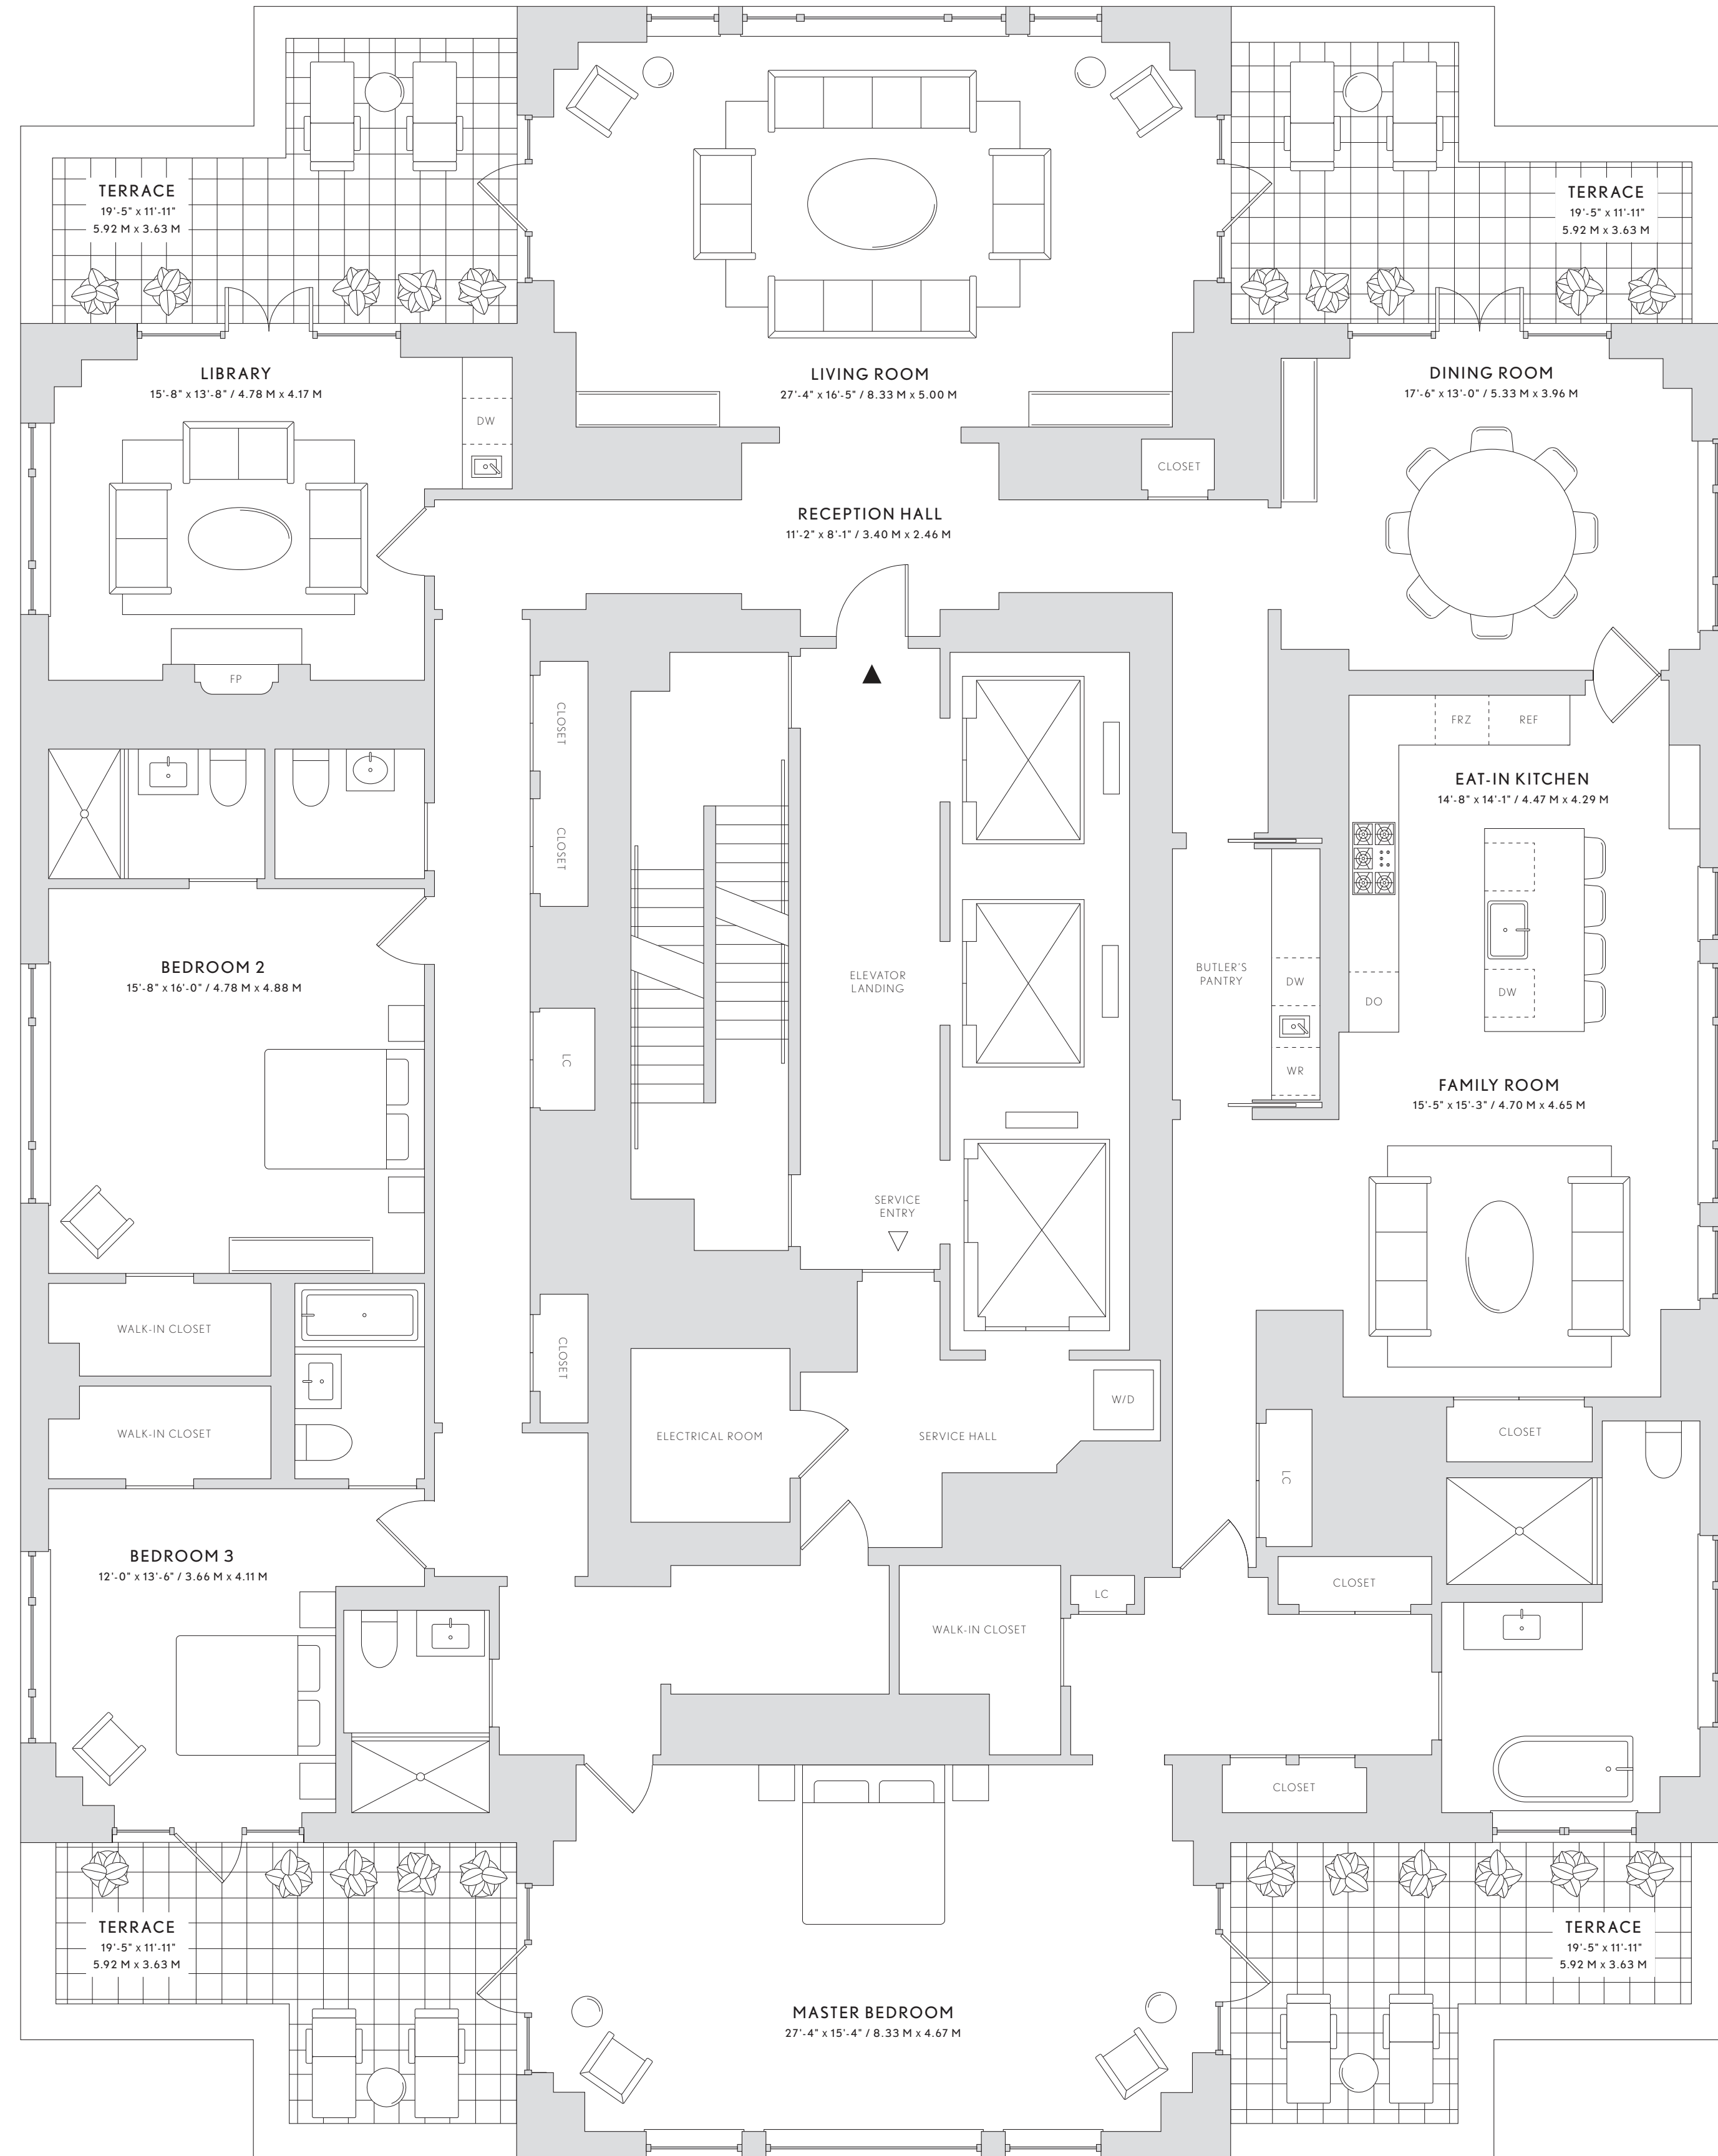 TERRACE
19'-5" x 11'-11"
5.92 M x 3.63 M
TERRACE
19'-5" x 11'-11"
5.92 M x 3.63 M
LIBRARY
15'-8" x 13'-8" / 4.78 M x 4.17 M
LIVING ROOM
27'-4" x 16'-5" / 8.33 M x 5.00 M
DINING ROOM
17'-6" x 13'-0" / 5.33 M x 3.96 M
DW
CLOSET
RECEPTION HALL
11'-2" x 8'-1" / 3.40 M x 2.46 M
FP
CLOSET
FRZ
REF
EAT-IN KITCHEN
14'-8" x 14'-1" / 4.47 M x 4.29 M
CLOSET
BEDROOM 2
15'-8" x 16'-0" / 4.78 M x 4.88 M
ELEVATOR
LANDING
BUTLER'S
PANTRY
DW
DO
DW
LC
WR
FAMILY ROOM
15'-5" x 15'-3" / 4.70 M x 4.65 M
SERVICE
ENTRY
WALK-IN CLOSET
CLOSET
W/D
WALK-IN CLOSET
ELECTRICAL ROOM
SERVICE HALL
CLOSET
LC
BEDROOM 3
12'-0" x 13'-6" / 3.66 M x 4.11 M
LC
CLOSET
WALK-IN CLOSET
CLOSET
TERRACE
19'-5" x 11'-11"
5.92 M x 3.63 M
TERRACE
19'-5" x 11'-11"
5.92 M x 3.63 M
MASTER BEDROOM
27'-4" x 15'-4" / 8.33 M x 4.67 M